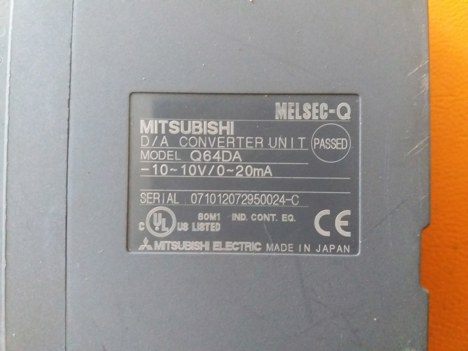 MELSEC-Q
MITSUBISHI
D/A CONVERTER UNIT PASSED
MODEL Q64DA
-10~10V/0~20mA
SERIAL 071012072950024-C
C UL US LISTED 80M1 IND. CONT. EQ. CE
MITSUBISHI ELECTRIC MADE IN JAPAN